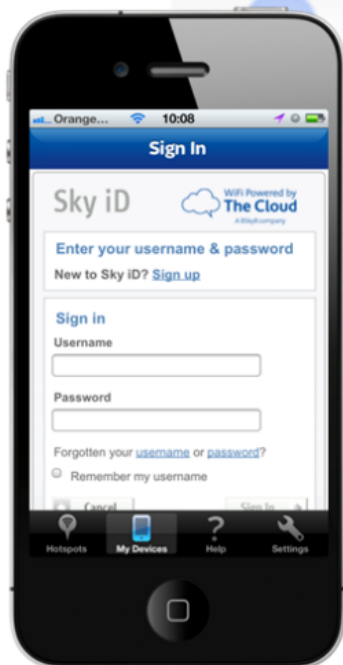 Orange... 10:08
Sign In
Sky iD
WiFi Powered by
The Cloud
A BSkyB company
Enter your username & password
New to Sky iD? Sign up
Sign in
Username
Password
Forgotten your username or password?
Remember my username
Cancel Sign In
Hotspots My Devices Help Settings